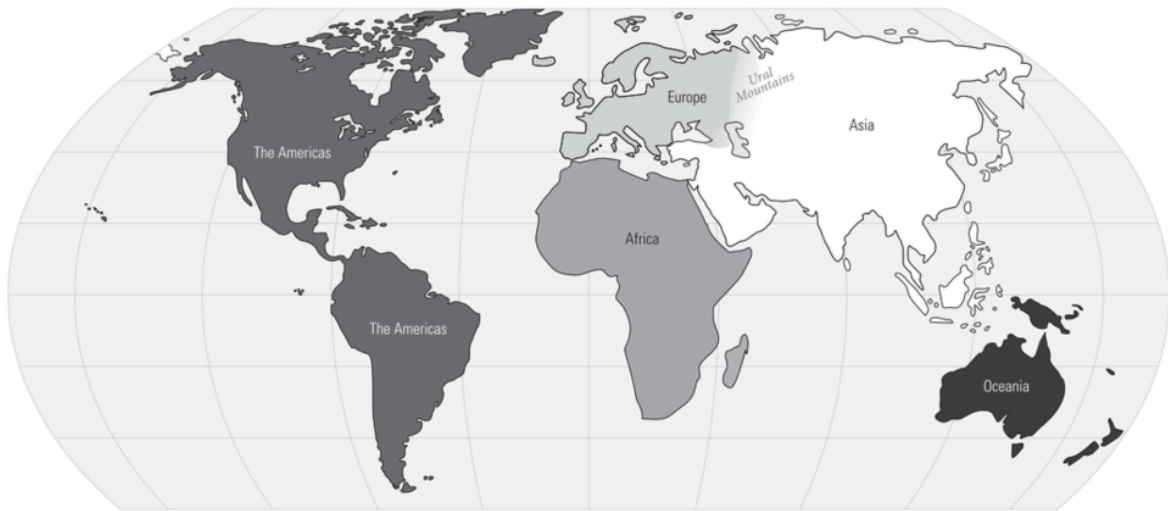 Ural
Mountains
Europe
Asia
The Americas
Africa
The Americas
Oceania